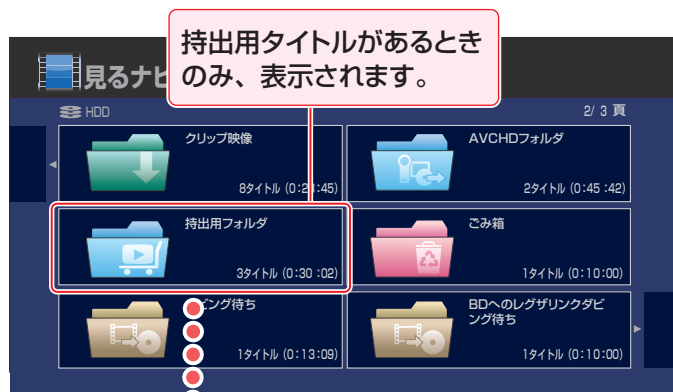 持出用タイトルがあるとき
のみ、表示されます。
見るナビ
HDD
2/ 3 頁
クリップ映像
8タイトル (0:2 :45)
AVCHDフォルダ
2タイトル (0:45 :42)
持出用フォルダ
3タイトル (0:30 :02)
ごみ箱
1タイトル (0:10:00)
ビング待ち
1タイトル (0:13:09)
BDへのレグザリンクダビ
ング待ち
1タイトル (0:10:00)